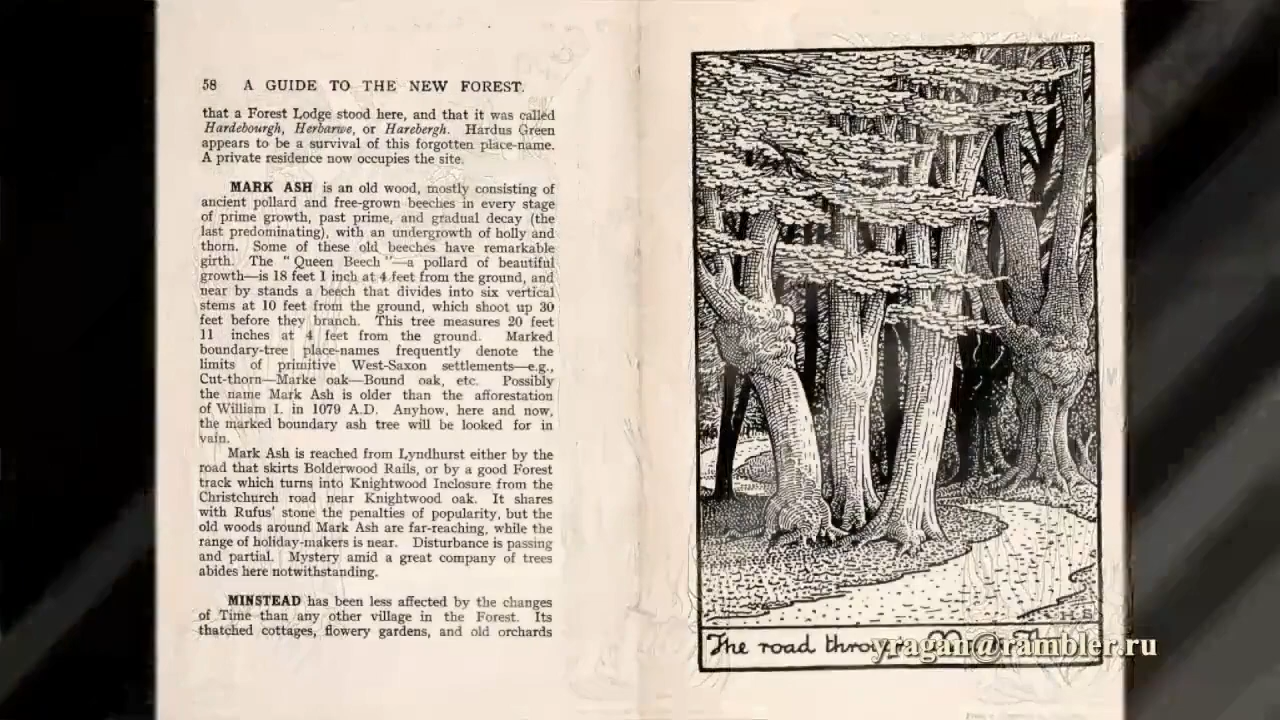 58 A GUIDE TO THE NEW FOREST.
that a Forest Lodge stood here, and that it was called
Hardebourgh, Herbarwe, or Harebergh. Hardus Green
appears to be a survival of this forgotten place-name.
A private residence now occupies the site.
MARK ASH is an old wood, mostly consisting of
ancient pollard and free-grown beeches in every stage
of prime growth, past prime, and gradual decay (the
last predominating), with an undergrowth of holly and
thorn. Some of these old beeches have remarkable
girth. The "Queen Beech"—a pollard of beautiful
growth—is 18 feet 1 inch at 4 feet from the ground, and
near by stands a beech that divides into six vertical
stems at 10 feet from the ground, which shoot up 30
feet before they branch. This tree measures 20 feet
11 inches at 4 feet from the ground. Marked
boundary-tree place-names frequently denote the
limits of primitive West-Saxon settlements—e.g.,
Cut-thorn—Marke oak—Bound oak, etc. Possibly
the name Mark Ash is older than the afforestation
of William I. in 1079 A.D. Anyhow, here and now,
the marked boundary ash tree will be looked for in
vain.
Mark Ash is reached from Lyndhurst either by the
road that skirts Bolderwood Rails, or by a good Forest
track which turns into Knightwood Inclosure from the
Christchurch road near Knightwood oak. It shares
with Rufus' stone the penalties of popularity, but the
old woods around Mark Ash are far-reaching, while the
range of holiday-makers is near. Disturbance is passing
and partial. Mystery amid a great company of trees
abides here notwithstanding.
MINSTEAD has been less affected by the changes
of Time than any other village in the Forest. Its
thatched cottages, flowery gardens, and old orchards
HS
The road
yragan@rambler.ru